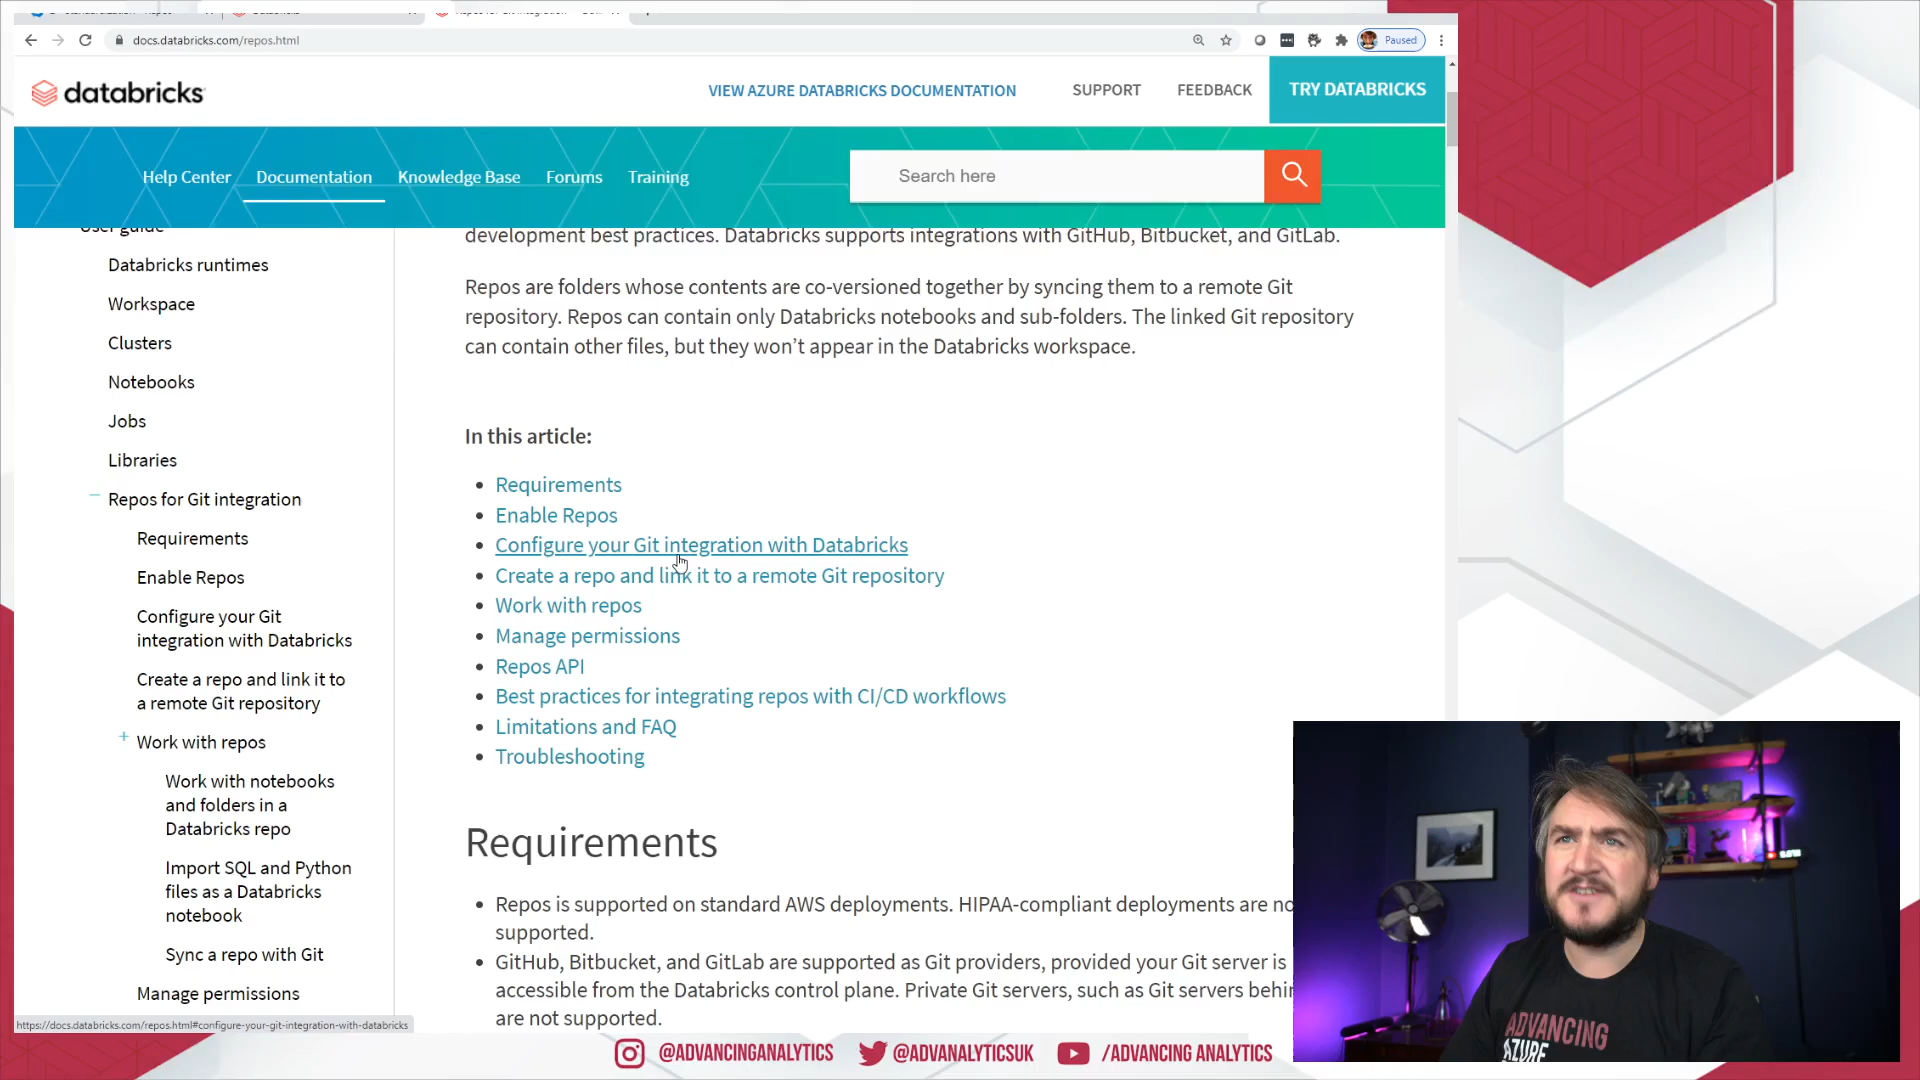 docs.databricks.com/repos.html
Paused
databricks
VIEW AZURE DATABRICKS DOCUMENTATION
SUPPORT
FEEDBACK
TRY DATABRICKS
Help Center
Documentation
Knowledge Base
Forums
Training
Search here
User guide
Databricks runtimes
Workspace
Clusters
Notebooks
Jobs
Libraries
Repos for Git integration
Requirements
Enable Repos
Configure your Git
integration with Databricks
Create a repo and link it to
a remote Git repository
Work with repos
Work with notebooks
and folders in a
Databricks repo
Import SQL and Python
files as a Databricks
notebook
Sync a repo with Git
Manage permissions
development best practices. Databricks supports integrations with GitHub, Bitbucket, and GitLab.
Repos are folders whose contents are co-versioned together by syncing them to a remote Git
repository. Repos can contain only Databricks notebooks and sub-folders. The linked Git repository
can contain other files, but they won’t appear in the Databricks workspace.
In this article:
Requirements
Enable Repos
Configure your Git integration with Databricks
Create a repo and link it to a remote Git repository
Work with repos
Manage permissions
Repos API
Best practices for integrating repos with CI/CD workflows
Limitations and FAQ
Troubleshooting
Requirements
Repos is supported on standard AWS deployments. HIPAA-compliant deployments are no
supported.
GitHub, Bitbucket, and GitLab are supported as Git providers, provided your Git server is
accessible from the Databricks control plane. Private Git servers, such as Git servers behin
are not supported.
https://docs.databricks.com/repos.html#configure-your-git-integration-with-databricks
ADVANCING
AZURE
@ADVANCINGANALYTICS
@ADVANALYTICSUK
/ADVANCING ANALYTICS